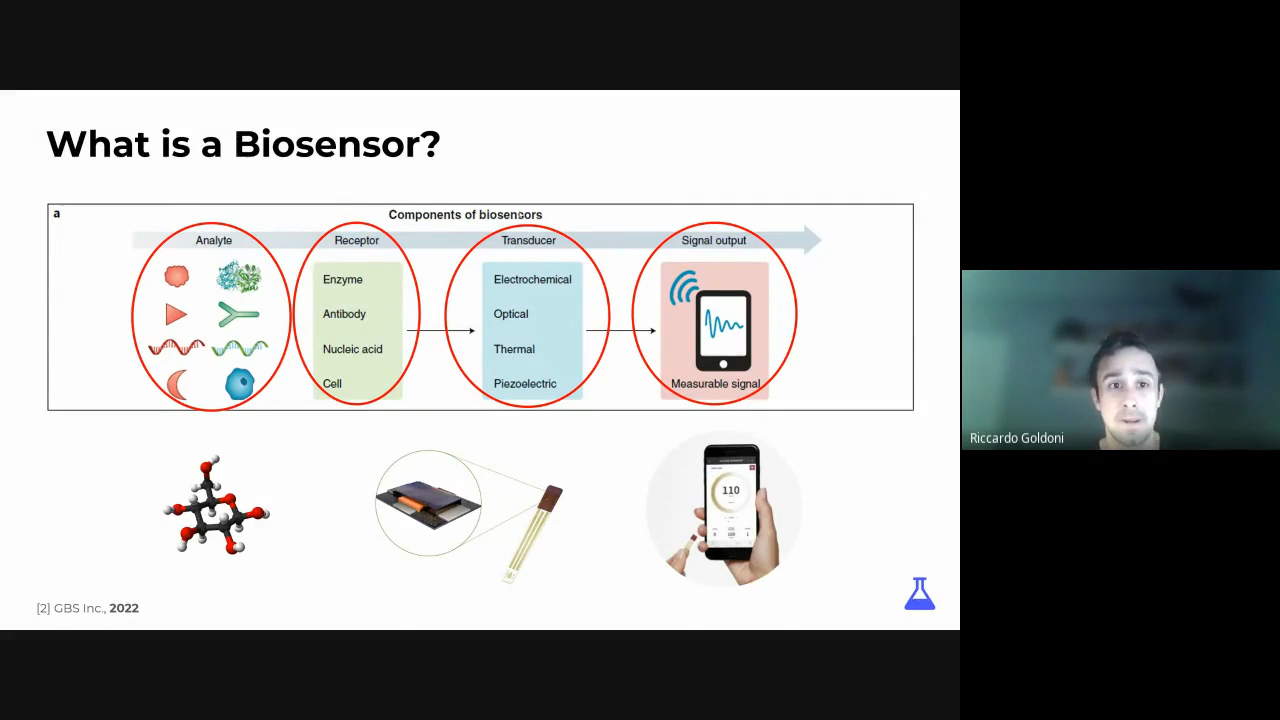 What is a Biosensor?
a
Components of biosensors
Analyte
Receptor
Transducer
Signal output
Enzyme
Antibody
Nucleic acid
Cell
Electrochemical
Optical
Thermal
Piezoelectric
Measurable signal
110
[2] GBS Inc., 2022
Riccardo Goldoni